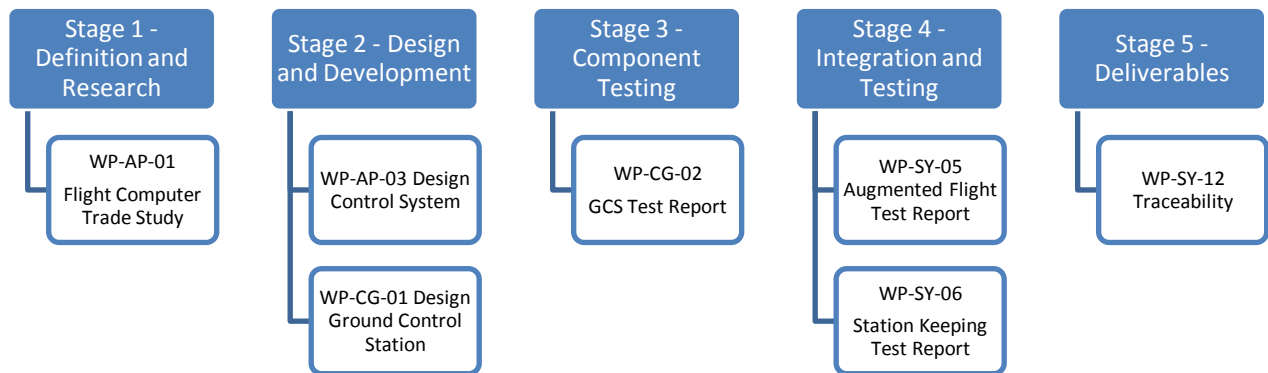 Stage 1 -
Definition and
Research
WP-AP-01
Flight Computer
Trade Study
Stage 2 - Design
and Development
WP-AP-03 Design
Control System
WP-CG-01 Design
Ground Control
Station
Stage 3 -
Component
Testing
WP-CG-02
GCS Test Report
Stage 4 -
Integration and
Testing
WP-SY-05
Augmented Flight
Test Report
WP-SY-06
Station Keeping
Test Report
Stage 5 -
Deliverables
WP-SY-12
Traceability